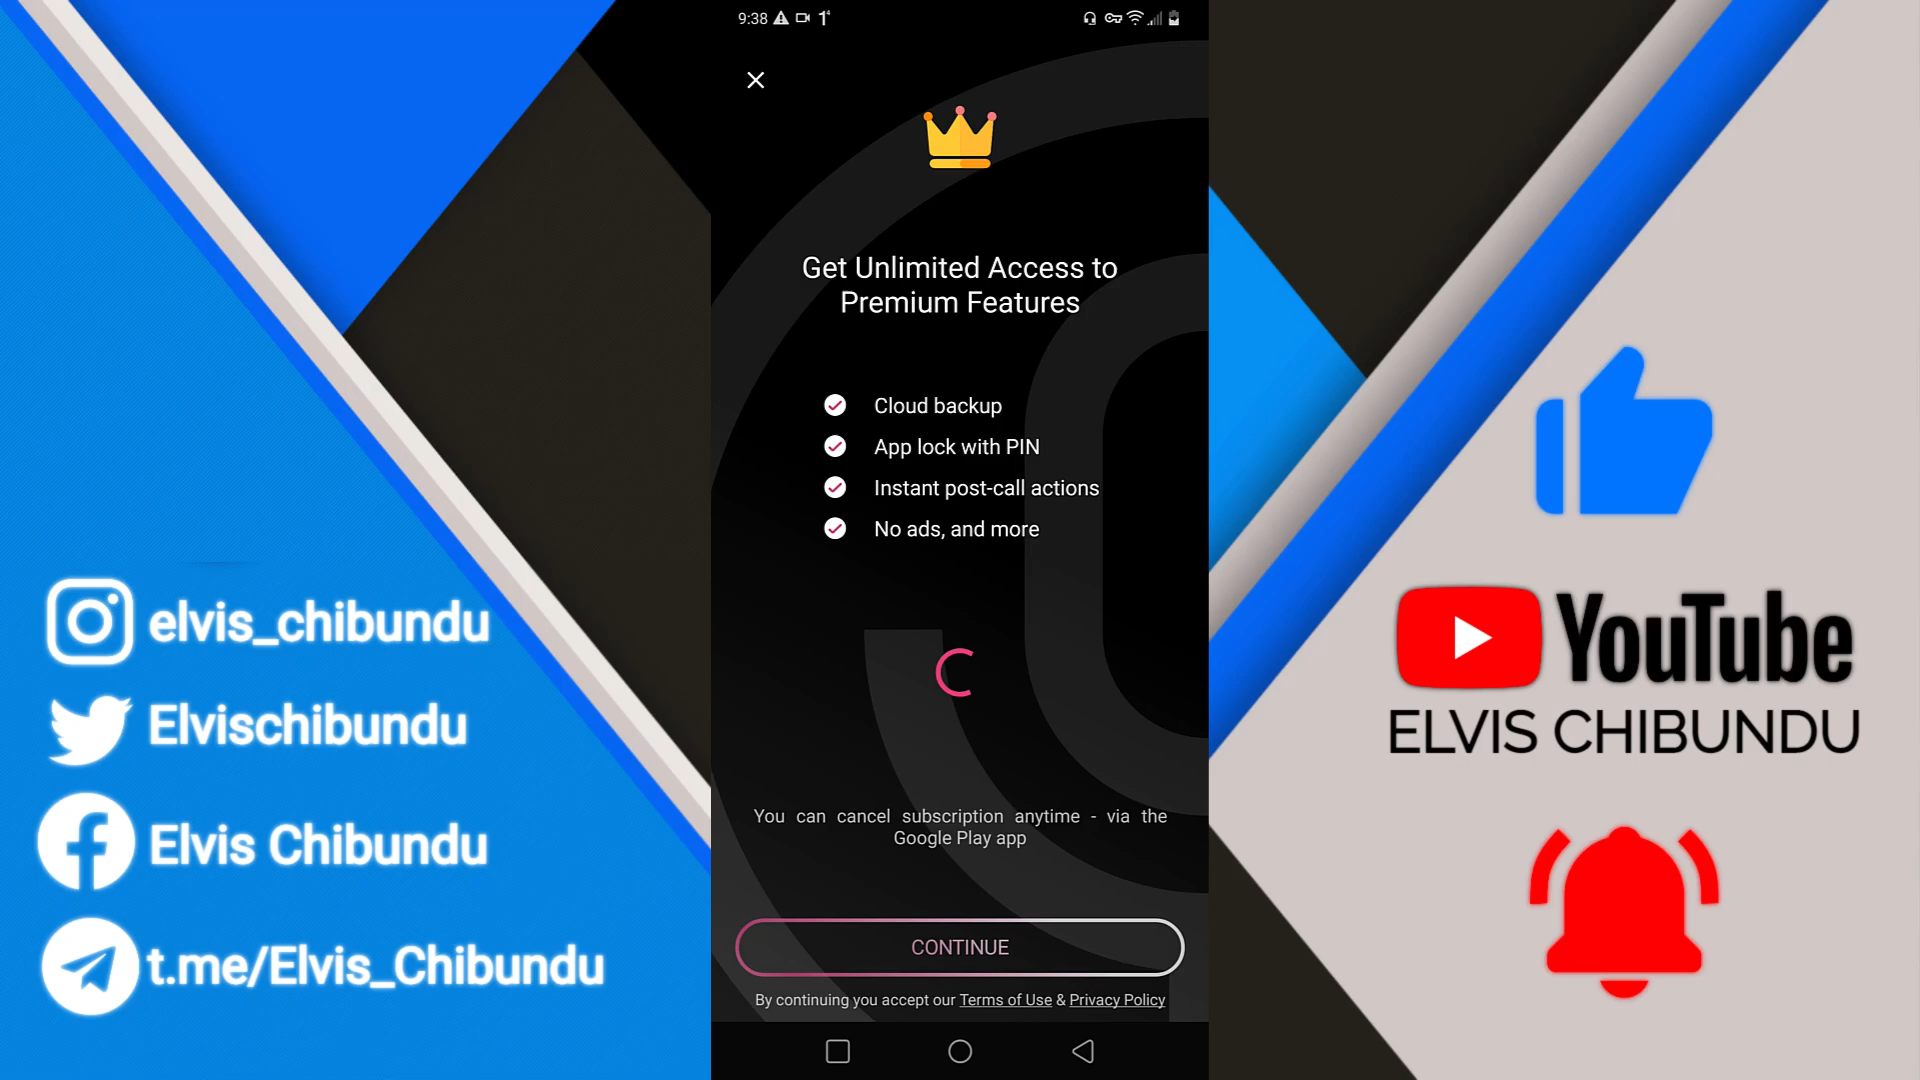 9:38
Get Unlimited Access to
Premium Features
Cloud backup
App lock with PIN
Instant post-call actions
No ads, and more
You can cancel subscription anytime - via the
Google Play app
CONTINUE
By continuing you accept our Terms of Use & Privacy Policy
elvis_chibundu
Elvischibundu
Elvis Chibundu
t.me/Elvis_Chibundu
YouTube
ELVIS CHIBUNDU